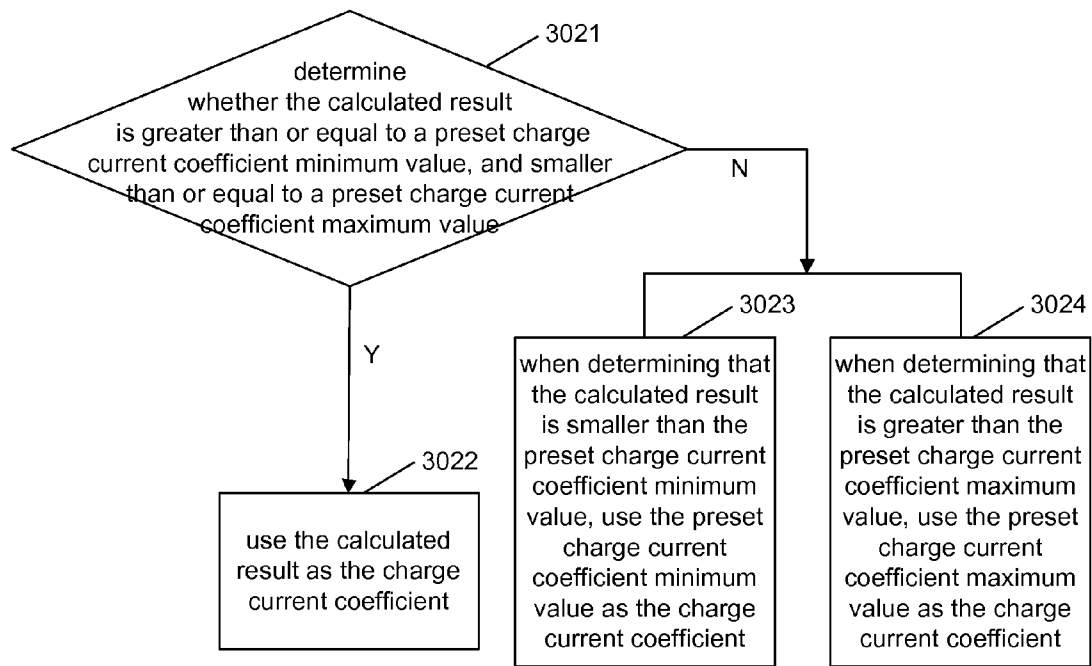 3021
determine
whether the calculated result
is greater than or equal to a preset charge
current coefficient minimum value, and smaller
than or equal to a preset charge current
coefficient maximum value
N
Y
3022
use the calculated
result as the charge
current coefficient
3023
when determining that
the calculated result
is smaller than the
preset charge current
coefficient minimum
value, use the preset
charge current
coefficient minimum
value as the charge
current coefficient
3024
when determining that
the calculated result
is greater than the
preset charge current
coefficient maximum
value, use the preset
charge current
coefficient maximum
value as the charge
current coefficient